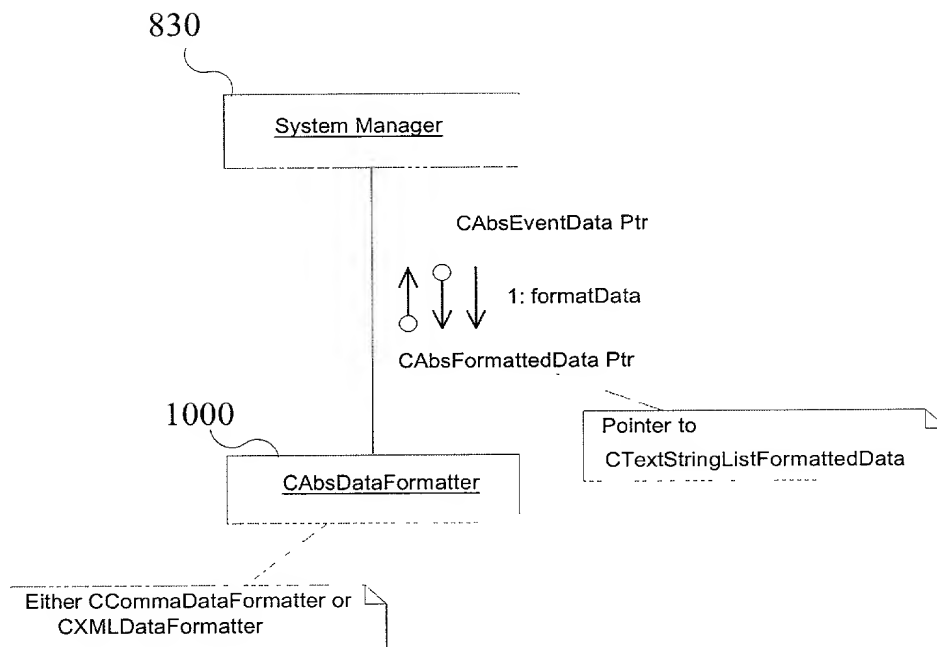 830
System Manager
CAbsEventData Ptr
1: formatData
CAbsFormattedData Ptr
1000
Pointer to
CTextStringListFormattedData
CAbsDataFormatter
Either CCommaDataFormatter or
CXMLDataFormatter